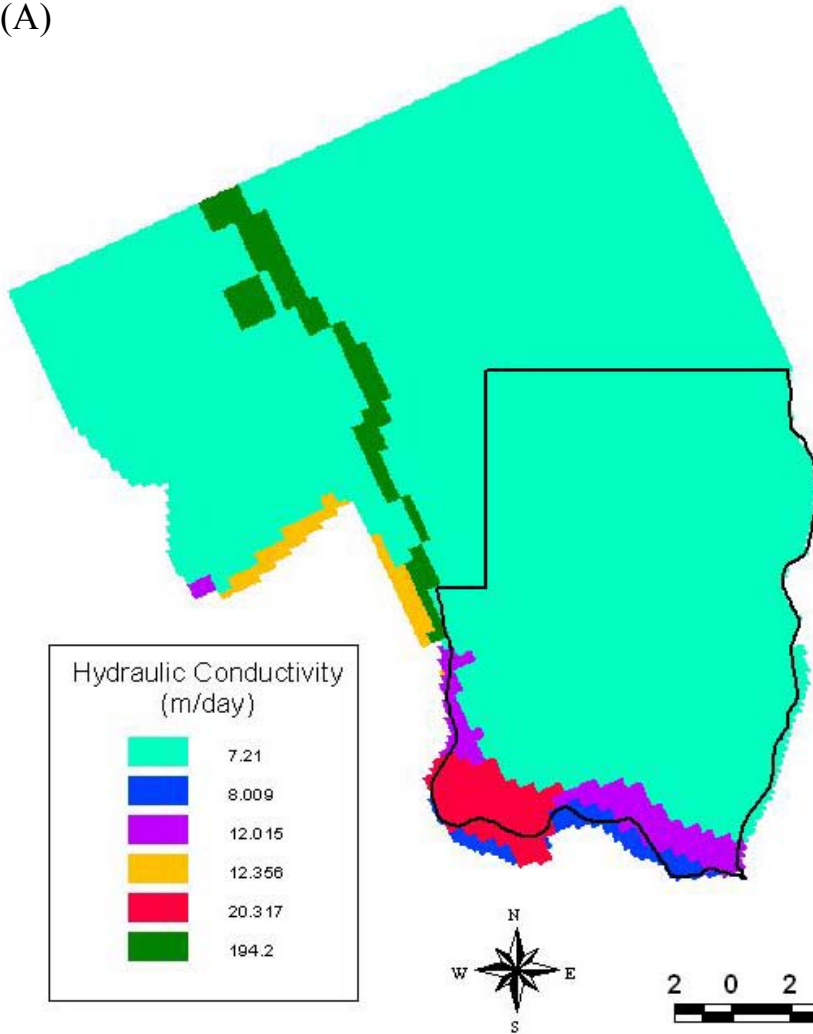 (A)
Hydraulic Conductivity
(m/day)
7.21
8.009
12.015
12.356
20.317
194.2
N
W E
S
2 0 2